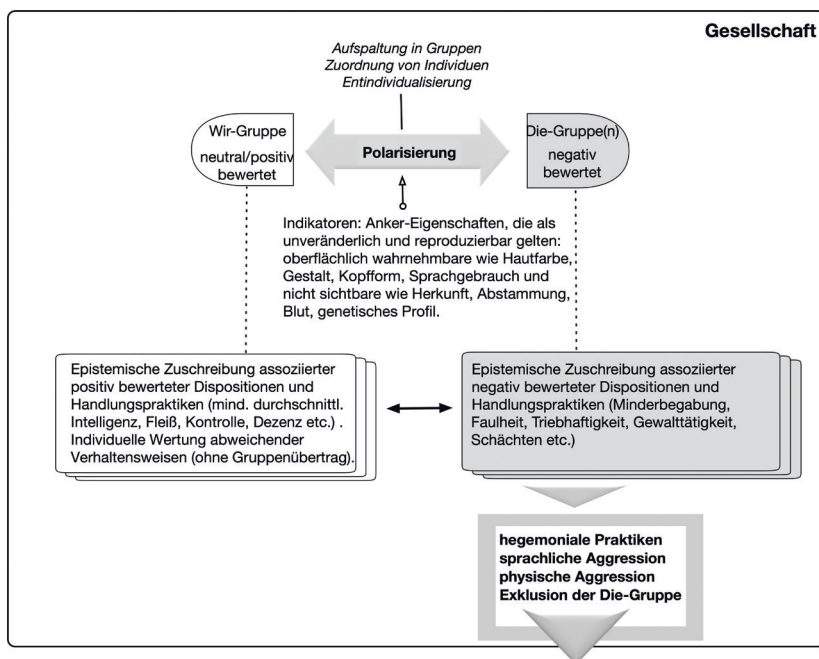 Gesellschaft
Aufspaltung in Gruppen
Zuordnung von Individuen
Entindividualisierung
Wir-Gruppe
neutral/positiv
bewertet
Polarisierung
Die-Gruppe(n)
negativ
bewertet
Indikatoren: Anker-Eigenschaften, die als
unveränderlich und reproduzierbar gelten:
oberflächlich wahrnehmbare wie Hautfarbe,
Gestalt, Kopfform, Sprachgebrauch und
nicht sichtbare wie Herkunft, Abstammung,
Blut, genetisches Profil.
Epistemische Zuschreibung assoziierter
positiv bewerteter Dispositionen und
Handlungspraktiken (mind. durchschnittl.
Intelligenz, Fleiß, Kontrolle, Dezenz etc.) .
Individuelle Wertung abweichender
Verhaltensweisen (ohne Gruppenübertrag).
Epistemische Zuschreibung assoziierter
negativ bewerteter Dispositionen und
Handlungspraktiken (Minderbegabung,
Faulheit, Triebhaftigkeit, Gewalttätigkeit,
Schächten etc.)
hegemoniale Praktiken
sprachliche Aggression
physische Aggression
Exklusion der Die-Gruppe